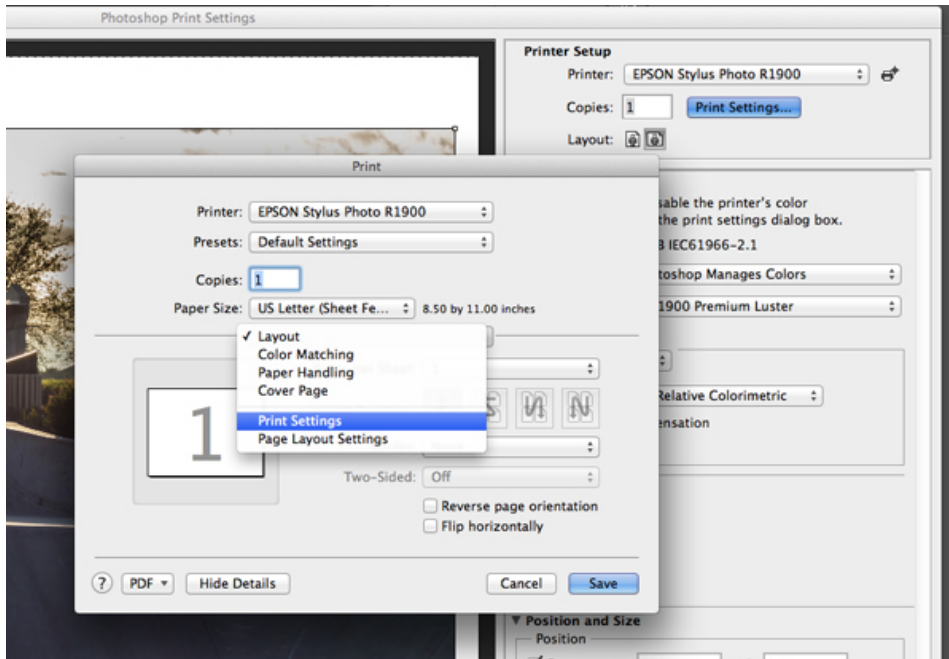 Photoshop Print Settings
Printer Setup
Printer: EPSON Stylus Photo R1900
Copies: 1 Print Settings...
Layout:
sable the printer's color
the print settings dialog box.
B IEC61966-2.1
toshop Manages Colors
1900 Premium Luster
Relative Colorimetric
ensation
Print
Printer: EPSON Stylus Photo R1900
Presets: Default Settings
Copies: 1
Paper Size: US Letter (Sheet Fe... 8.50 by 11.00 inches
✓ Layout
Color Matching
Paper Handling
Cover Page
Print Settings
Page Layout Settings
1
Two-Sided: Off
Reverse page orientation
Flip horizontally
? PDF Hide Details Cancel Save
Position and Size
Position